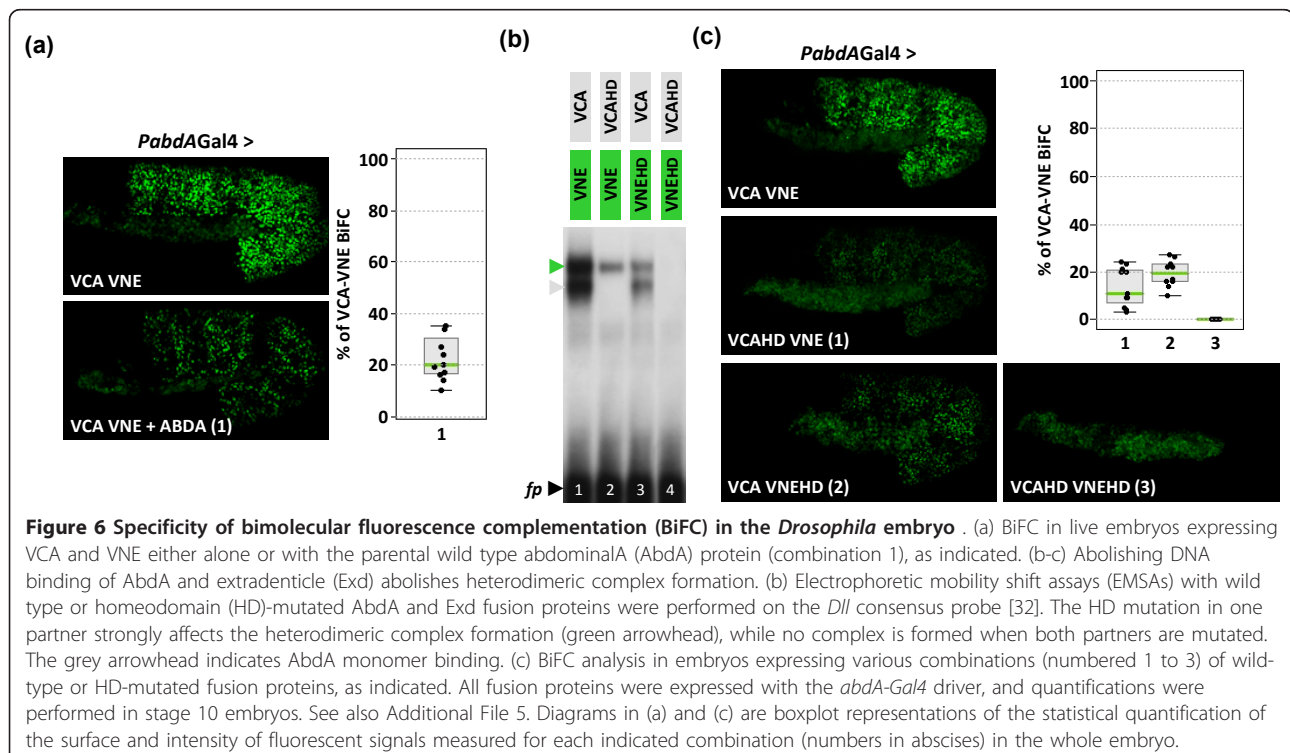 (a)
PabdAGal4 >
VCA VNE
VCA VNE + ABDA (1)
% of VCA-VNE BiFC
100
80
60
40
20
0
1
(b)
VCA
VCAHD
VCA
VCAHD
VNE
VNE
VNEHD
VNEHD
fp
1
2
3
4
(c)
PabdAGal4 >
VCA VNE
VCAHD VNE (1)
VCA VNEHD (2)
VCAHD VNEHD (3)
% of VCA-VNE BiFC
100
80
60
40
20
0
1 2 3
Figure 6 Specificity of bimolecular fluorescence complementation (BiFC) in the Drosophila embryo . (a) BiFC in live embryos expressing
VCA and VNE either alone or with the parental wild type abdominalA (AbdA) protein (combination 1), as indicated. (b-c) Abolishing DNA
binding of AbdA and extradenticle (Exd) abolishes heterodimeric complex formation. (b) Electrophoretic mobility shift assays (EMSAs) with wild
type or homeodomain (HD)-mutated AbdA and Exd fusion proteins were performed on the Dll consensus probe [32]. The HD mutation in one
partner strongly affects the heterodimeric complex formation (green arrowhead), while no complex is formed when both partners are mutated.
The grey arrowhead indicates AbdA monomer binding. (c) BiFC analysis in embryos expressing various combinations (numbered 1 to 3) of wild-
type or HD-mutated fusion proteins, as indicated. All fusion proteins were expressed with the abdA-Gal4 driver, and quantifications were
performed in stage 10 embryos. See also Additional File 5. Diagrams in (a) and (c) are boxplot representations of the statistical quantification of
the surface and intensity of fluorescent signals measured for each indicated combination (numbers in abscises) in the whole embryo.